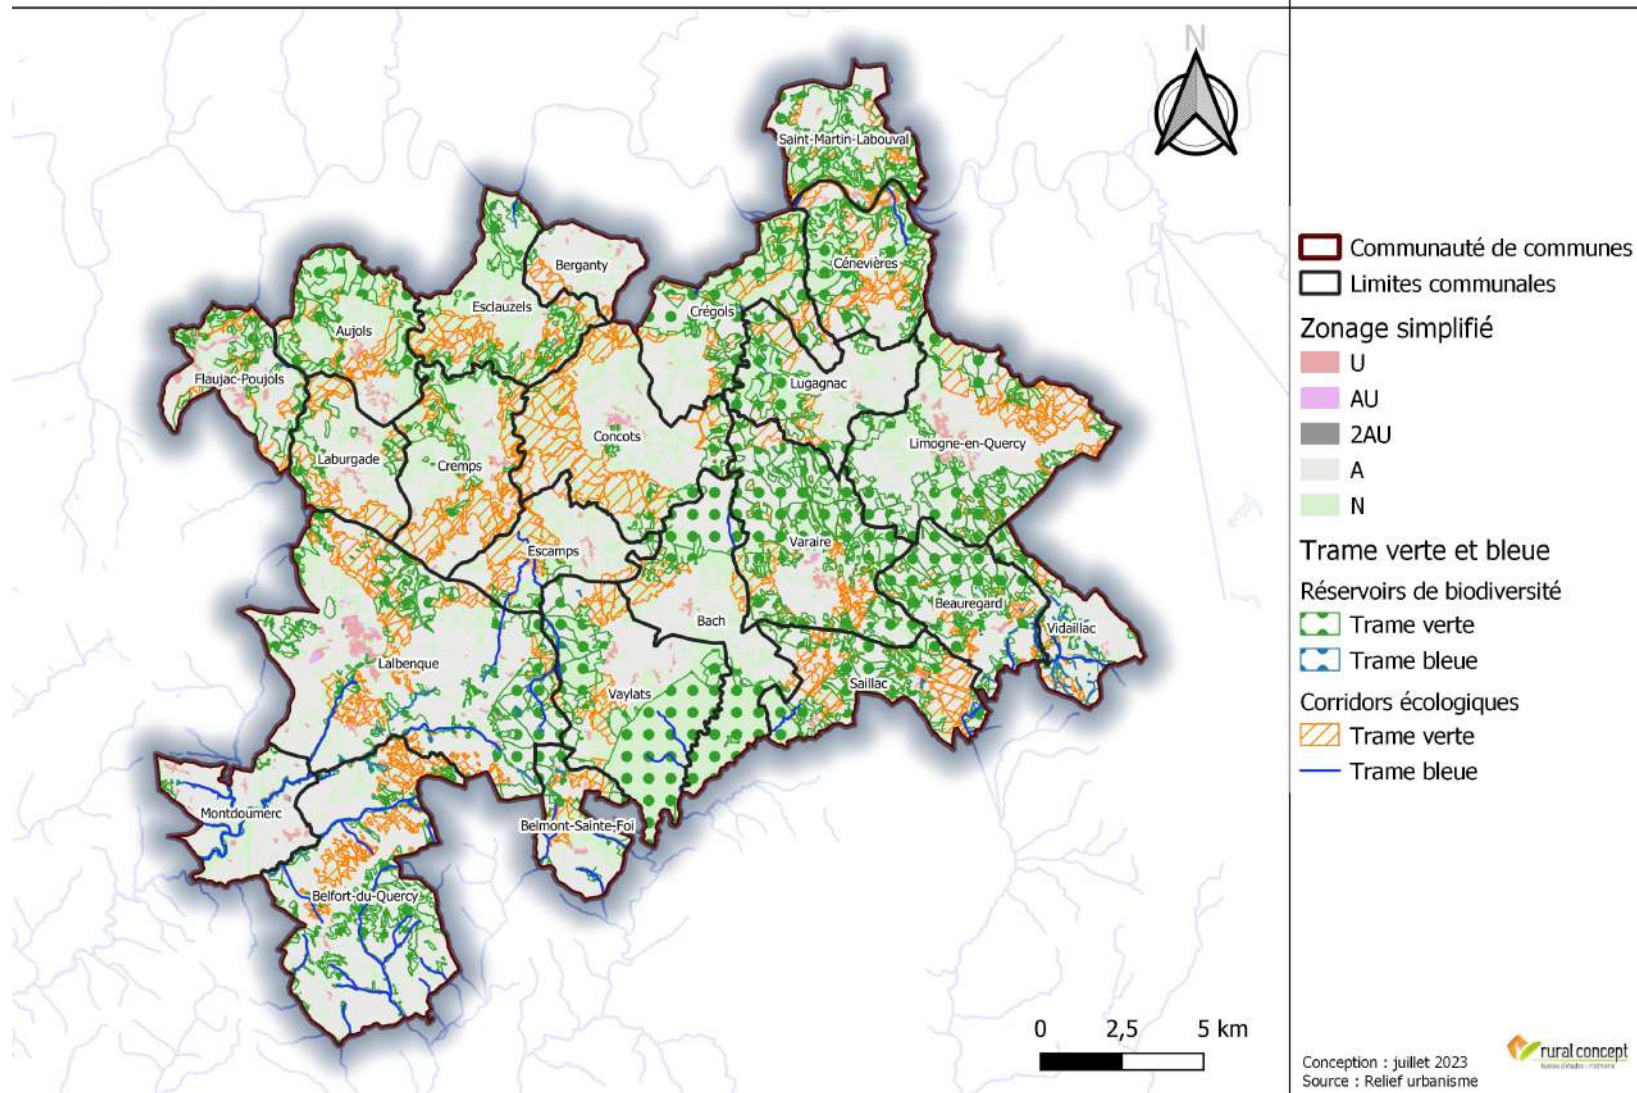 N
Saint-Martin-Labouval
Cénevières
Berganty
Esclauzels
Crégols
Aujols
Flaujac-Poujols
Lugagnac
Concots
Limogne-en-Quercy
Laburgade
Cremps
Varaire
Escamps
Beauregard
Bach
Vidaillac
Lalbenque
Saillac
Vaylats
Montdoumerc
Belmont-Sainte-Foi
Belfort-du-Quercy
0 2,5 5 km
Communauté de communes
Limites communales
Zonage simplifié
U
AU
2AU
A
N
Trame verte et bleue
Réservoirs de biodiversité
Trame verte
Trame bleue
Corridors écologiques
Trame verte
Trame bleue
Conception : juillet 2023
Source : Relief urbanisme
rural concept